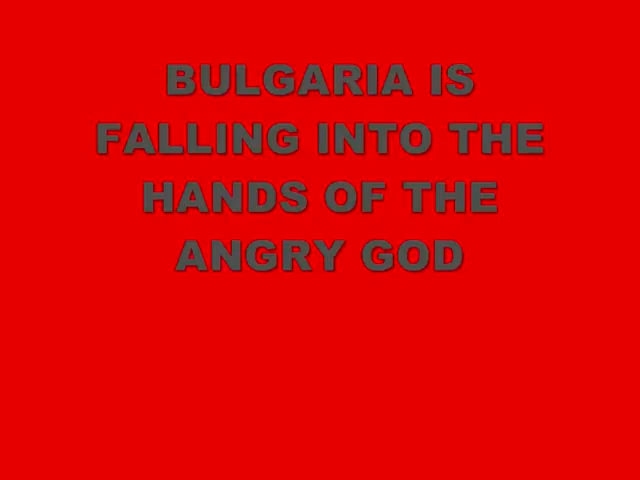 BULGARIA IS
FALLING INTO THE
HANDS OF THE
ANGRY GOD